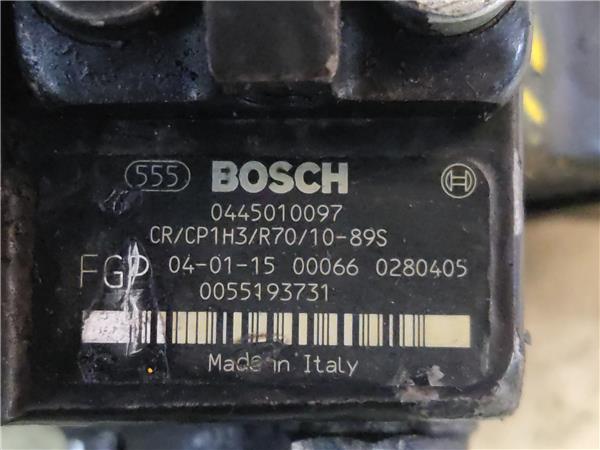 555 BOSCH
0445010097
CR/CP1H3/R70/10-89S
FGP 04-01-15 00066 0280405
0055193731
Made in Italy